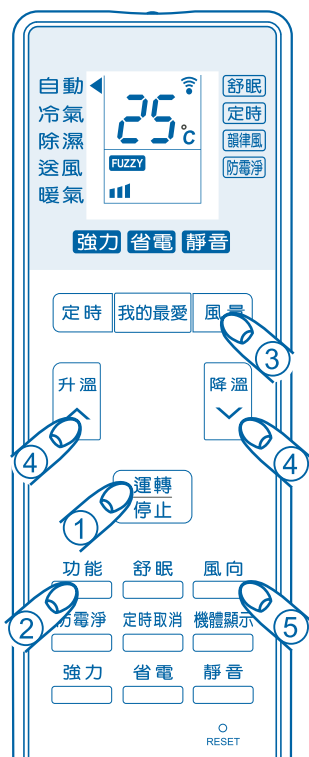 自動 舒眠
25℃
冷氣 定時
除濕 韻律風
送風 FUZZY 防霉淨
暖氣
強力 省電 靜音
定時 我的最愛 風量
③
升溫 降溫
④ ④
運轉
停止
①
功能 舒眠 風向
② ⑤
防霉淨 定時取消 機體顯示
強力 省電 靜音
RESET